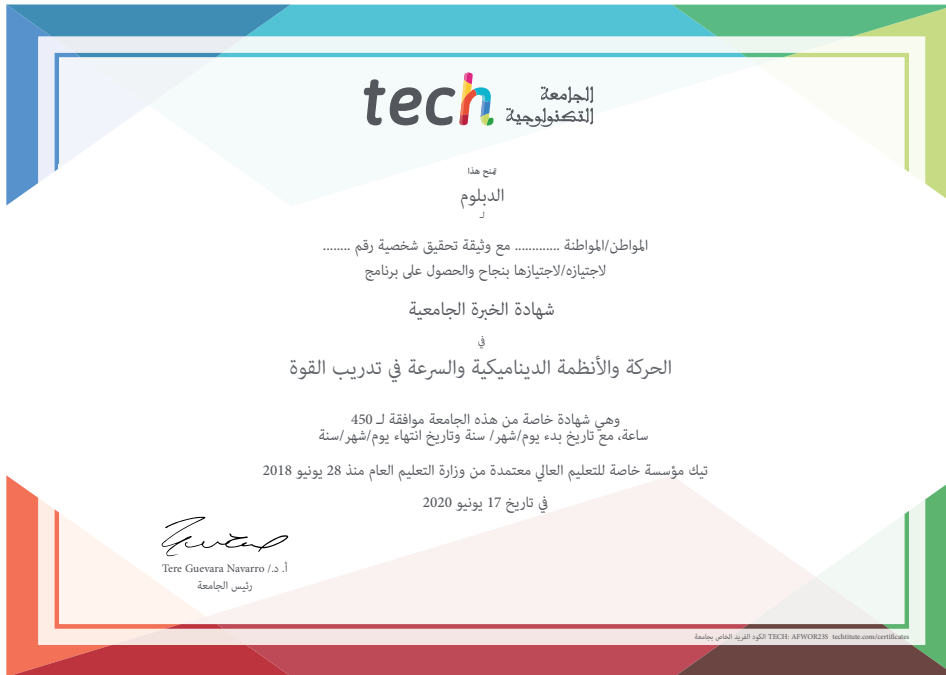 tech الجامعة
التكنولوجية
يمنح هذا
الدبلوم
لـ
المواطن/المواطنة ............ مع وثيقة تحقيق شخصية رقم ........
لاجتيازه/لاجتيازها بنجاح والحصول على برنامج
شهادة الخبرة الجامعية
في
الحركة والأنظمة الديناميكية والسرعة في تدريب القوة
وهي شهادة خاصة من هذه الجامعة موافقة لـ 450
ساعة، مع تاريخ بدء يوم/شهر/ سنة وتاريخ انتهاء يوم/شهر/سنة
تيك مؤسسة خاصة للتعليم العالي معتمدة من وزارة التعليم العام منذ 28 يونيو 2018
في تاريخ 17 يونيو 2020
أ. د./ Tere Guevara Navarro
رئيس الجامعة
الكود الفريد الخاص بجامعة TECH: AFWOR23S techtitute.com/certificates